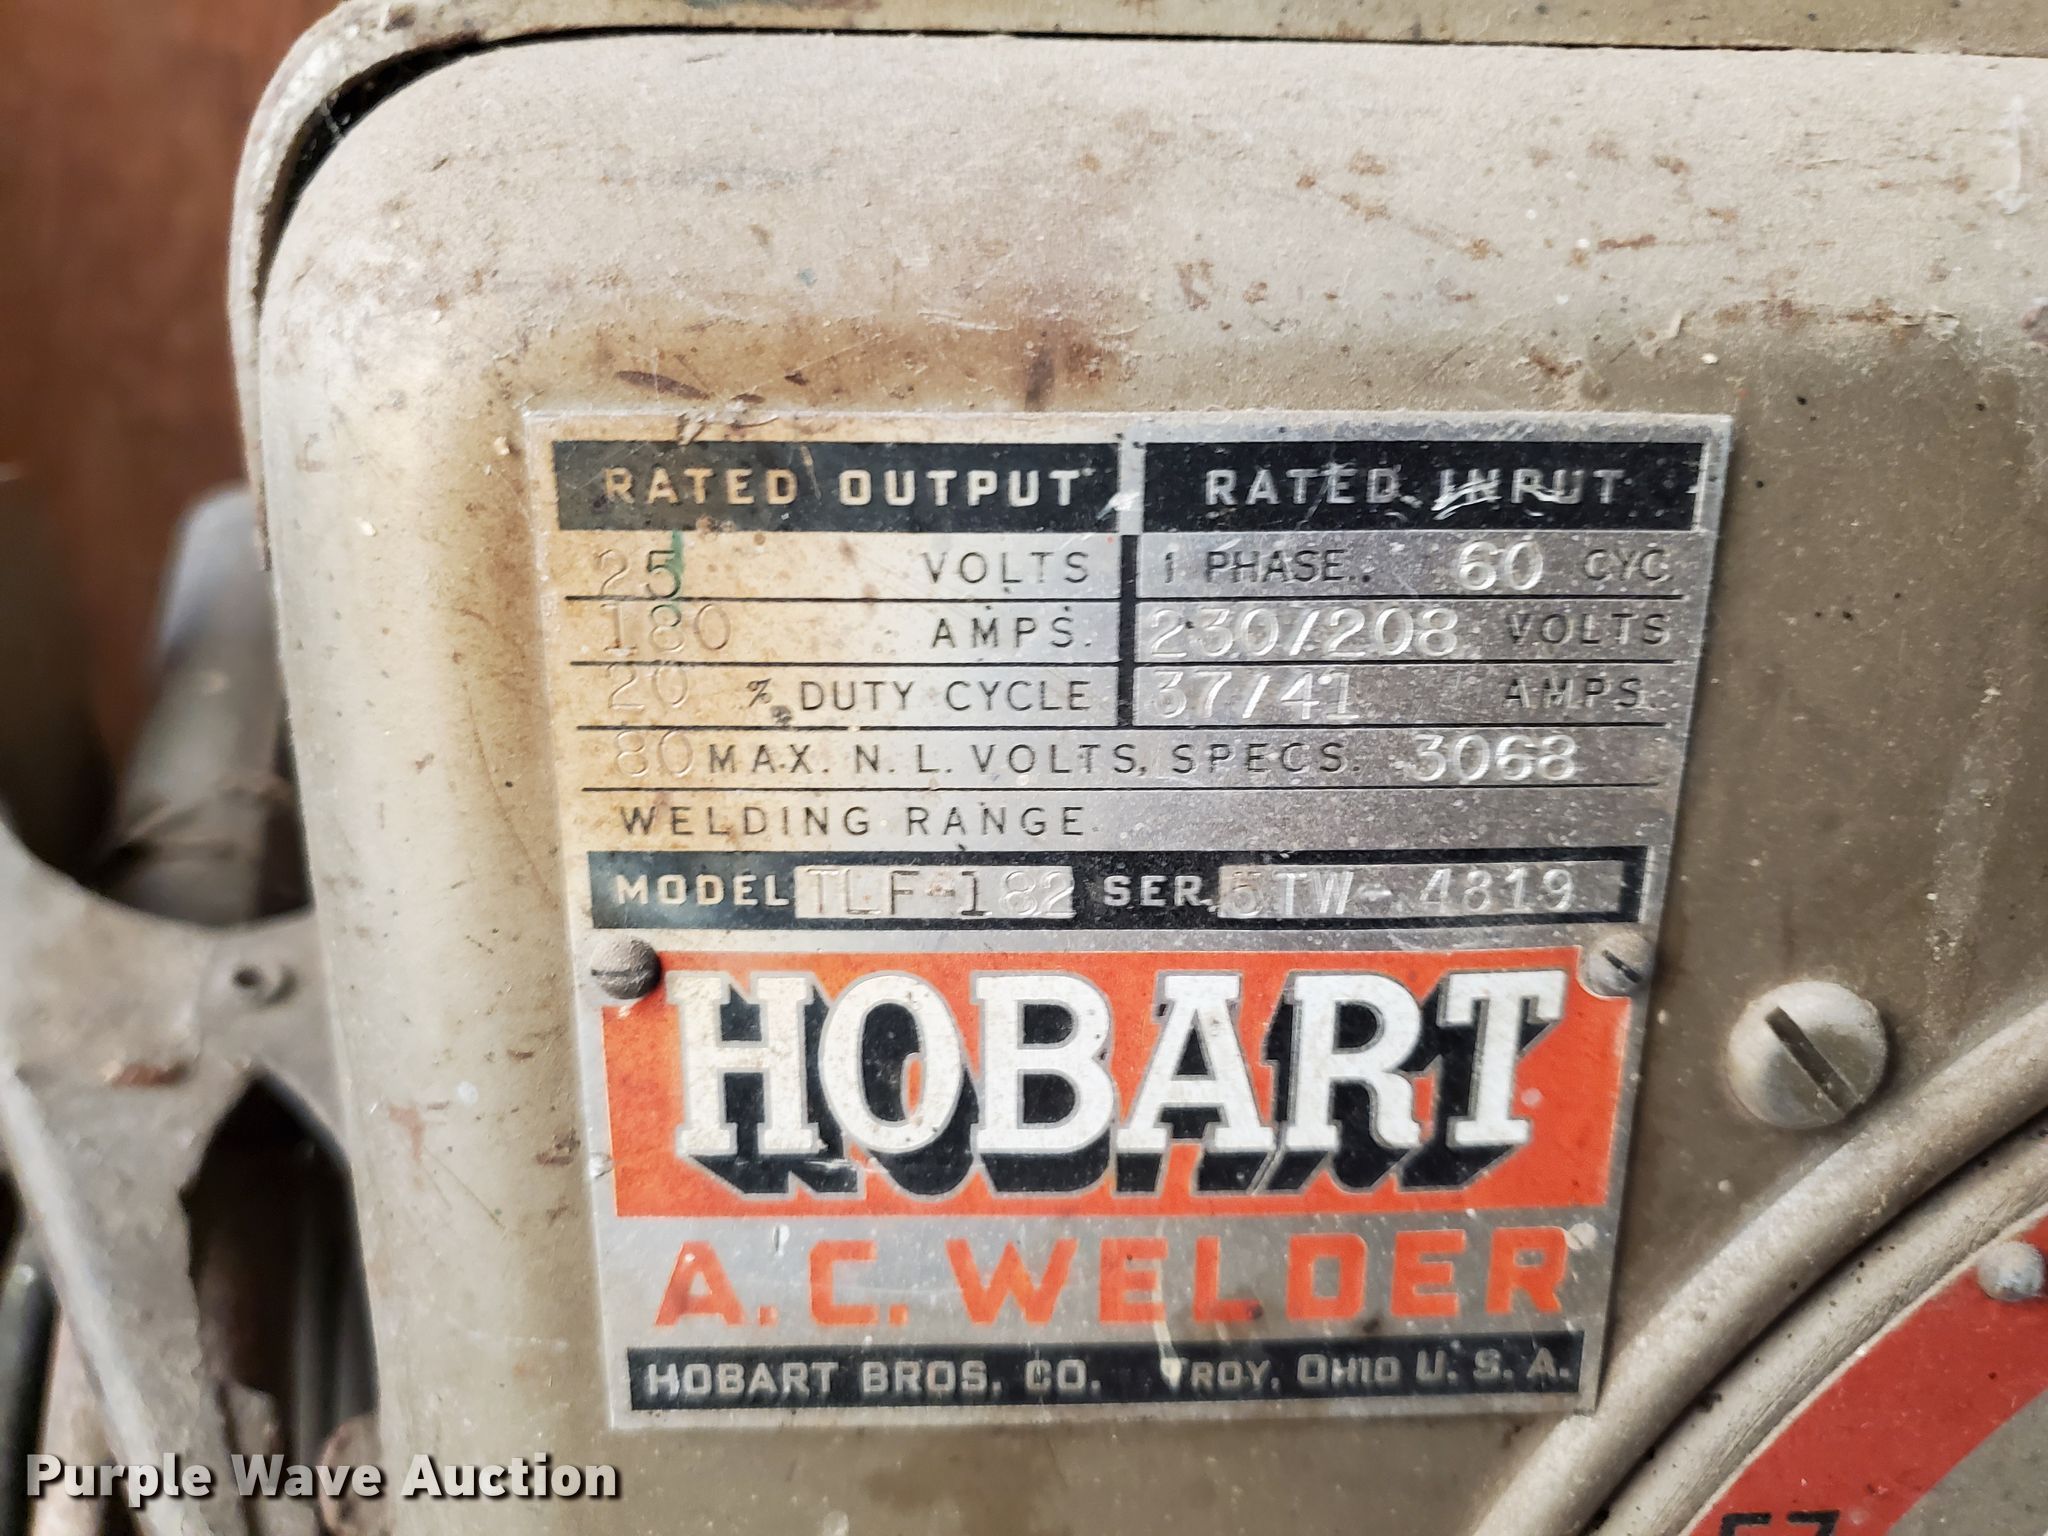 RATED OUTPUT RATED INPUT
25 VOLTS 1 PHASE. 60 CYC
180 AMPS. 230/208 VOLTS
20 % DUTY CYCLE 37/41 AMPS.
80 MAX. N. L. VOLTS, SPECS. 3068
WELDING RANGE
MODEL TLF-182 SER. 5TW-4819
HOBART
A.C. WELDER
HOBART BROS. CO. TROY, OHIO U. S. A.
57
Purple Wave Auction